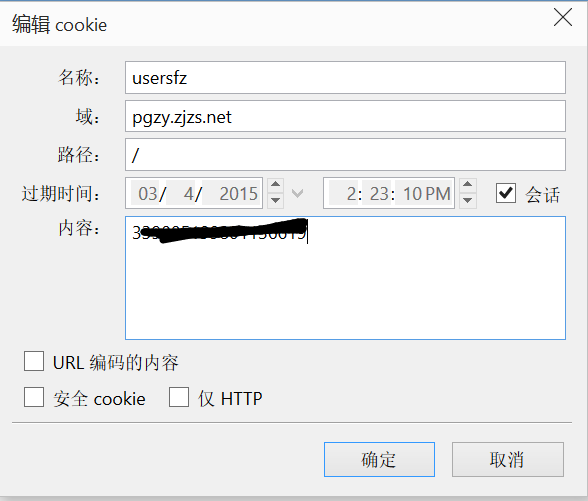 编辑 cookie
名称： usersfz
域： pgzy.zjzs.net
路径： /
过期时间： 03/ 4/ 2015 2: 23: 10 PM 会话
内容：
URL 编码的内容
安全 cookie 仅 HTTP
确定 取消